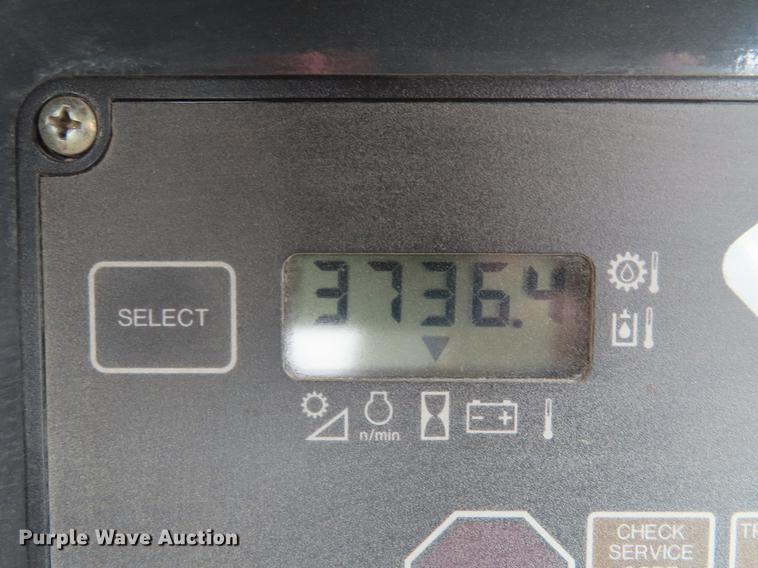 SELECT
3736.4
n/min
CHECK
SERVICE
Purple Wave Auction